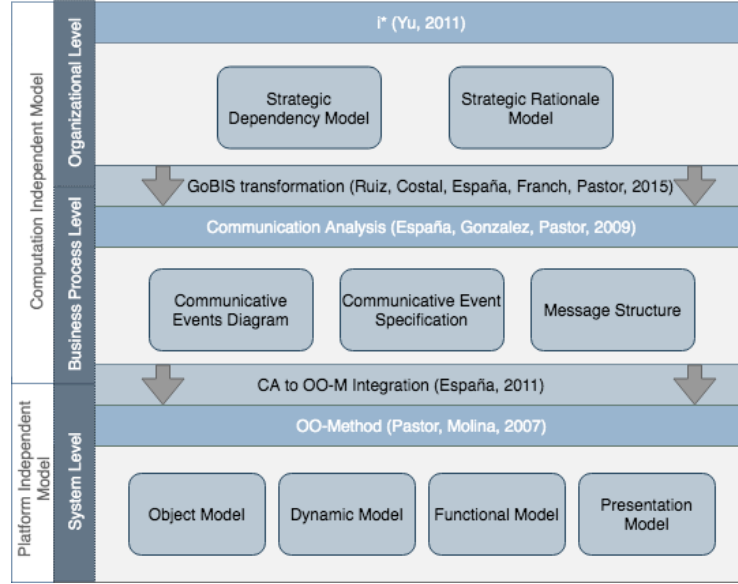 i* (Yu, 2011)
Strategic
Dependency Model
Strategic Rationale
Model
GoBIS transformation (Ruiz, Costal, España, Franch, Pastor, 2015)
Communication Analysis (España, Gonzalez, Pastor, 2009)
Communicative
Events Diagram
Communicative Event
Specification
Message Structure
CA to OO-M Integration (España, 2011)
OO-Method (Pastor, Molina, 2007)
Object Model
Dynamic Model
Functional Model
Presentation
Model
Computation Independent Model
Organizational Level
Business Process Level
Platform Independent
Model
System Level